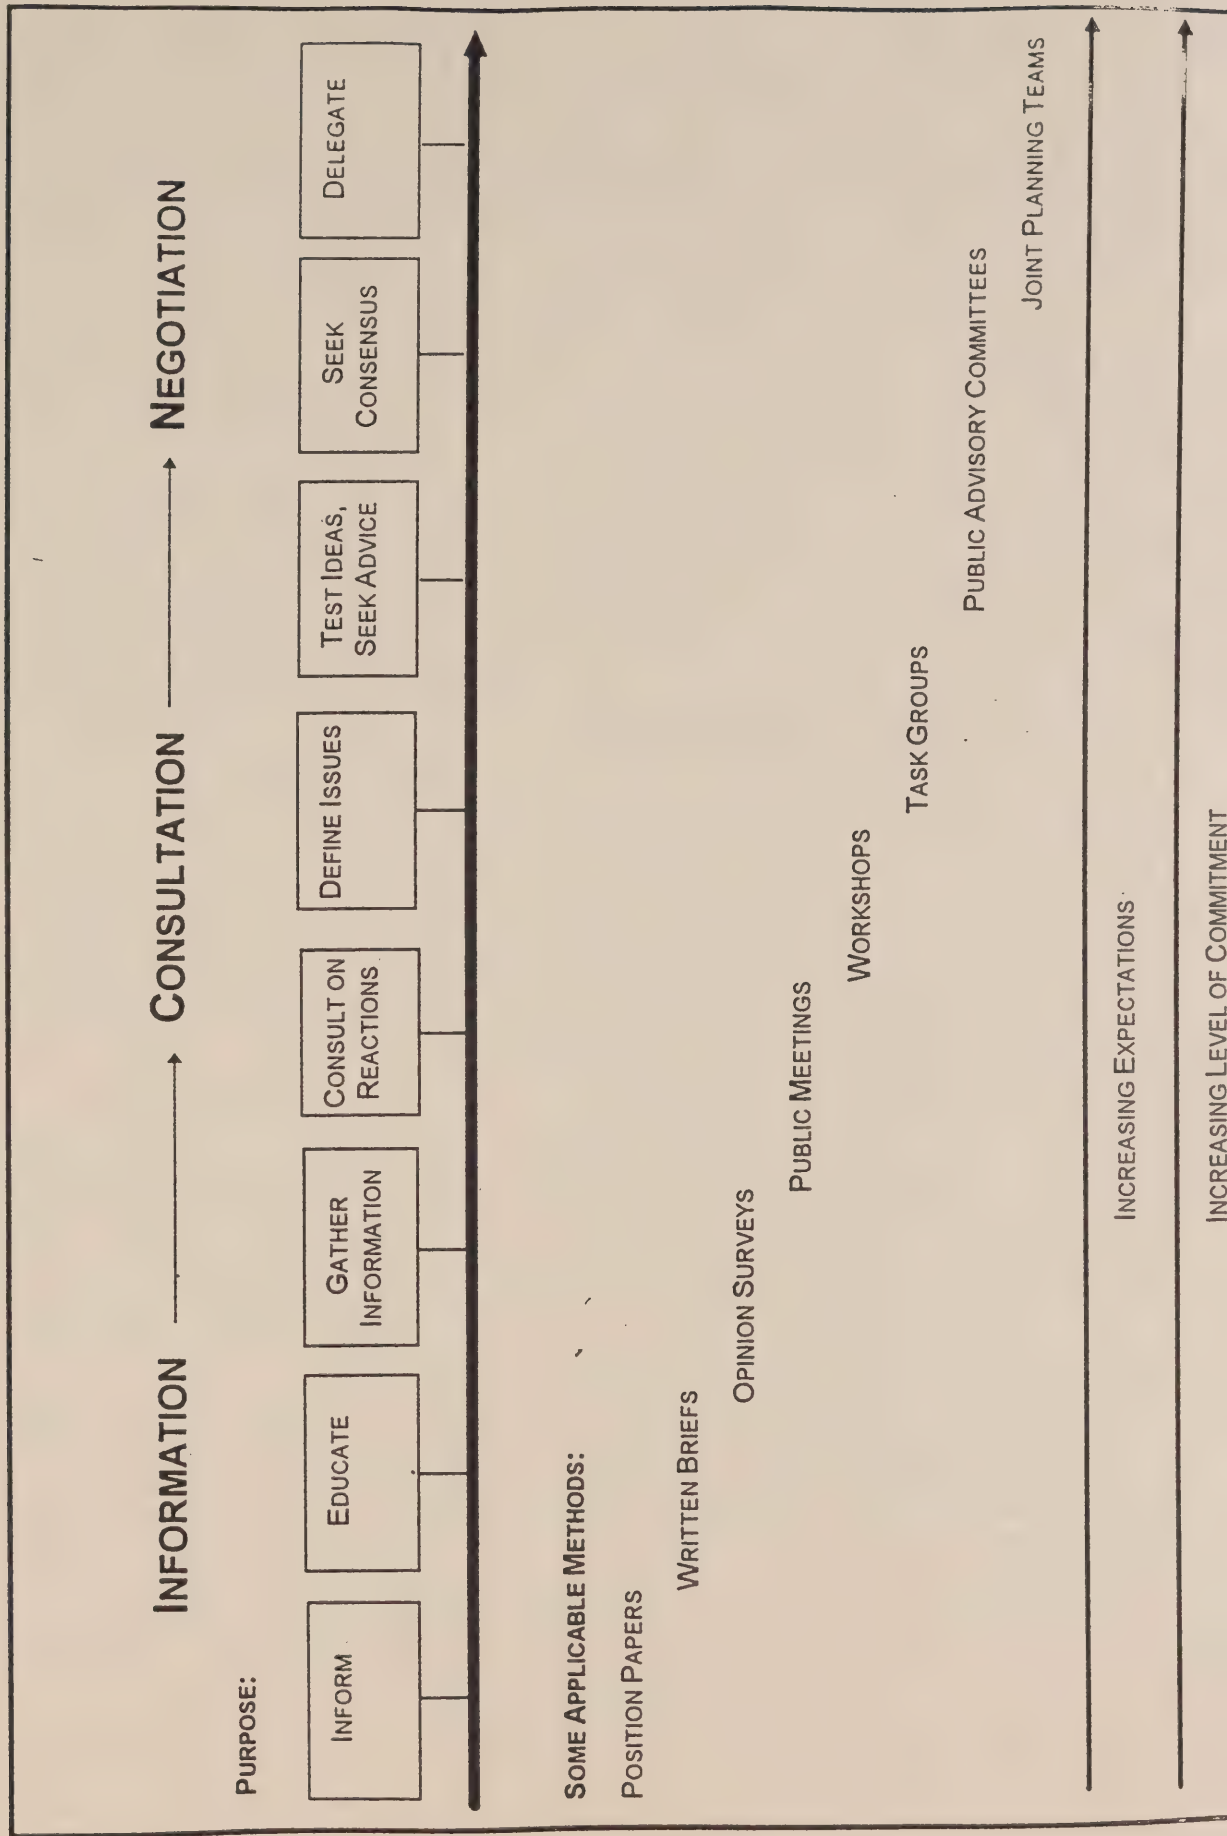 INFORMATION → CONSULTATION → NEGOTIATION
PURPOSE:
INFORM
EDUCATE
GATHER
INFORMATION
CONSULT ON
REACTIONS
DEFINE ISSUES
TEST IDEAS,
SEEK ADVICE
SEEK
CONSENSUS
DELEGATE
SOME APPLICABLE METHODS:
POSITION PAPERS
WRITTEN BRIEFS
OPINION SURVEYS
PUBLIC MEETINGS
WORKSHOPS
TASK GROUPS
PUBLIC ADVISORY COMMITTEES
JOINT PLANNING TEAMS
INCREASING EXPECTATIONS
INCREASING LEVEL OF COMMITMENT